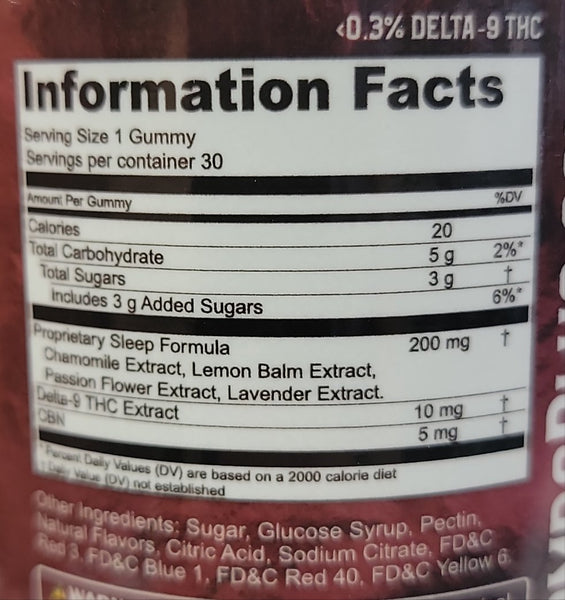 <0.3% DELTA-9 THC
Information Facts
Serving Size 1 Gummy
Servings per container 30
Amount Per Gummy %DV
Calories 20
Total Carbohydrate 5 g 2%*
Total Sugars 3 g †
Includes 3 g Added Sugars 6%*
Proprietary Sleep Formula 200 mg †
Chamomile Extract, Lemon Balm Extract,
Passion Flower Extract, Lavender Extract.
Delta-9 THC Extract 10 mg †
CBN 5 mg †
* Percent Daily Values (DV) are based on a 2000 calorie diet
† Daily Value (DV) not established
Other Ingredients: Sugar, Glucose Syrup, Pectin,
Natural Flavors, Citric Acid, Sodium Citrate, FD&C
Red 3, FD&C Blue 1, FD&C Red 40, FD&C Yellow 6